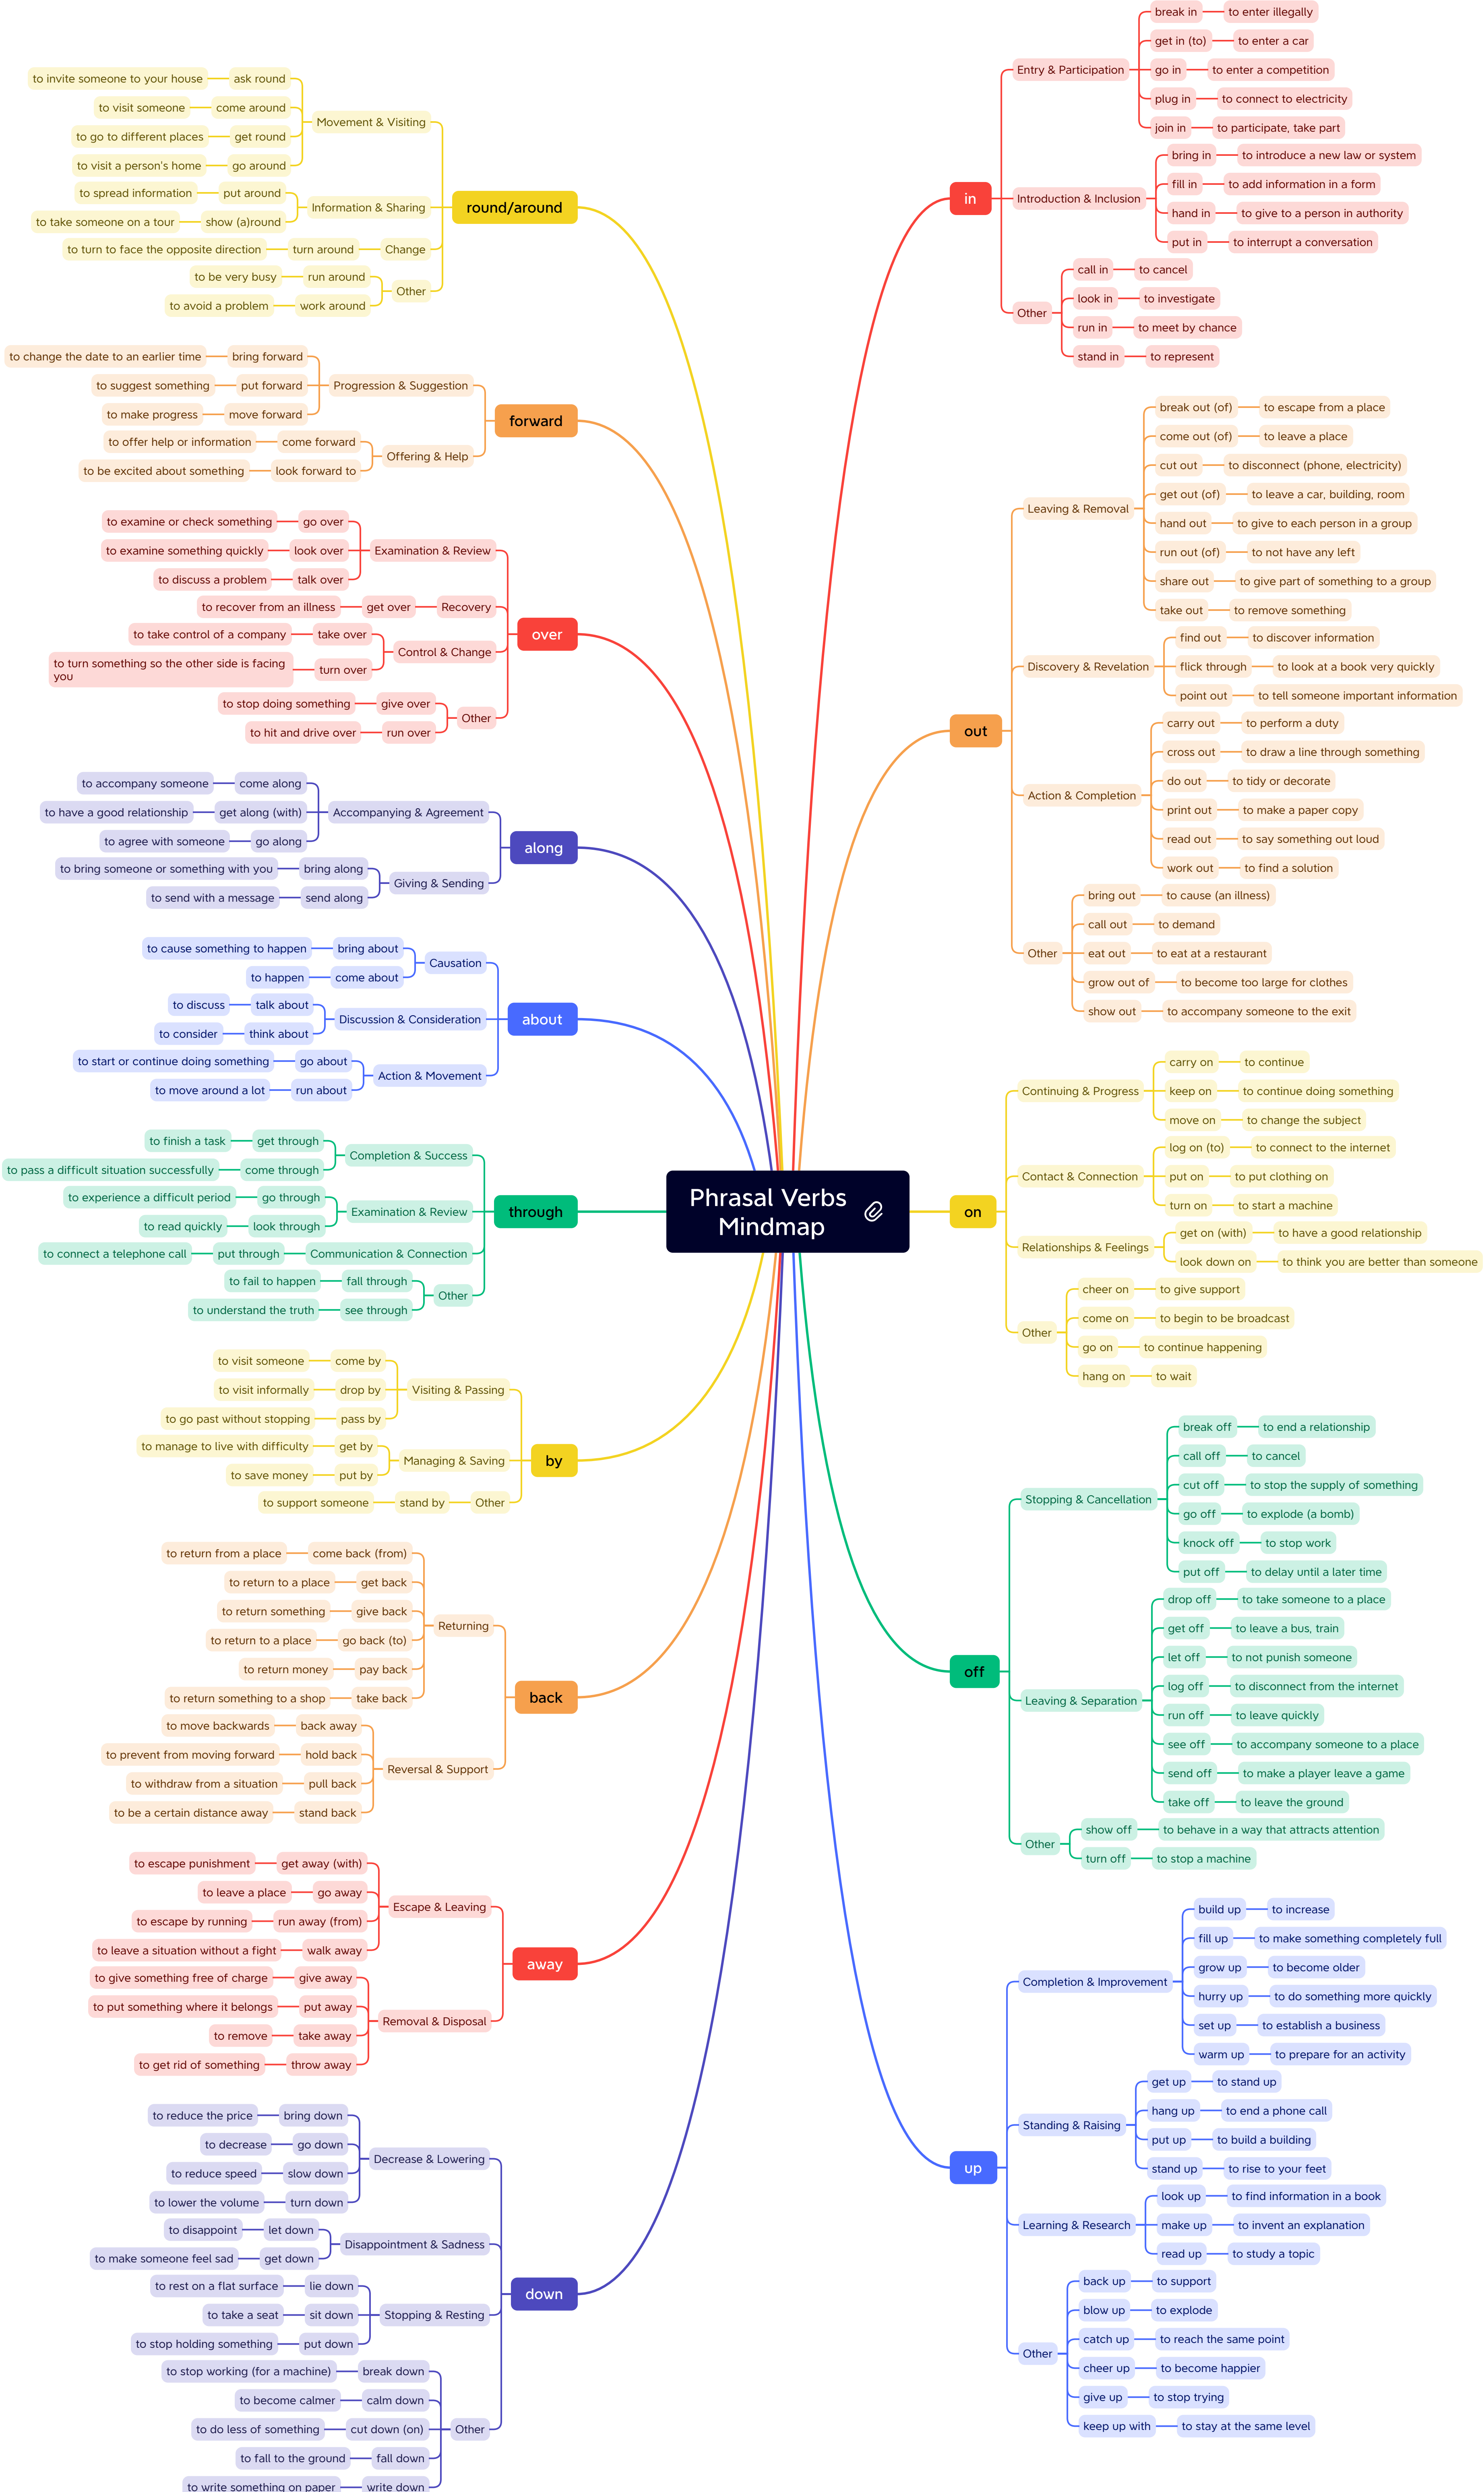 Phrasal Verbs
Mindmap
in
Entry & Participation
break in
to enter illegally
get in (to)
to enter a car
go in
to enter a competition
plug in
to connect to electricity
join in
to participate, take part
Introduction & Inclusion
bring in
to introduce a new law or system
fill in
to add information in a form
hand in
to give to a person in authority
put in
to interrupt a conversation
Other
call in
to cancel
look in
to investigate
run in
to meet by chance
stand in
to represent
out
Leaving & Removal
break out (of)
to escape from a place
come out (of)
to leave a place
cut out
to disconnect (phone, electricity)
get out (of)
to leave a car, building, room
hand out
to give to each person in a group
run out (of)
to not have any left
share out
to give part of something to a group
take out
to remove something
Discovery & Revelation
find out
to discover information
flick through
to look at a book very quickly
point out
to tell someone important information
Action & Completion
carry out
to perform a duty
cross out
to draw a line through something
do out
to tidy or decorate
print out
to make a paper copy
read out
to say something out loud
work out
to find a solution
Other
bring out
to cause (an illness)
call out
to demand
eat out
to eat at a restaurant
grow out of
to become too large for clothes
show out
to accompany someone to the exit
on
Continuing & Progress
carry on
to continue
keep on
to continue doing something
move on
to change the subject
Contact & Connection
log on (to)
to connect to the internet
put on
to put clothing on
turn on
to start a machine
Relationships & Feelings
get on (with)
to have a good relationship
look down on
to think you are better than someone
Other
cheer on
to give support
come on
to begin to be broadcast
go on
to continue happening
hang on
to wait
off
Stopping & Cancellation
break off
to end a relationship
call off
to cancel
cut off
to stop the supply of something
go off
to explode (a bomb)
knock off
to stop work
put off
to delay until a later time
Leaving & Separation
drop off
to take someone to a place
get off
to leave a bus, train
let off
to not punish someone
log off
to disconnect from the internet
run off
to leave quickly
see off
to accompany someone to a place
send off
to make a player leave a game
take off
to leave the ground
Other
show off
to behave in a way that attracts attention
turn off
to stop a machine
up
Completion & Improvement
build up
to increase
fill up
to make something completely full
grow up
to become older
hurry up
to do something more quickly
set up
to establish a business
warm up
to prepare for an activity
Standing & Raising
get up
to stand up
hang up
to end a phone call
put up
to build a building
stand up
to rise to your feet
Learning & Research
look up
to find information in a book
make up
to invent an explanation
read up
to study a topic
Other
back up
to support
blow up
to explode
catch up
to reach the same point
cheer up
to become happier
give up
to stop trying
keep up with
to stay at the same level
round/around
Movement & Visiting
ask round
to invite someone to your house
come around
to visit someone
get round
to go to different places
go around
to visit a person's home
Information & Sharing
put around
to spread information
show (a)round
to take someone on a tour
Change
turn around
to turn to face the opposite direction
Other
run around
to be very busy
work around
to avoid a problem
forward
Progression & Suggestion
bring forward
to change the date to an earlier time
put forward
to suggest something
move forward
to make progress
Offering & Help
come forward
to offer help or information
look forward to
to be excited about something
over
Examination & Review
go over
to examine or check something
look over
to examine something quickly
talk over
to discuss a problem
Recovery
get over
to recover from an illness
Control & Change
take over
to take control of a company
turn over
to turn something so the other side is facing
you
Other
give over
to stop doing something
run over
to hit and drive over
along
Accompanying & Agreement
come along
to accompany someone
get along (with)
to have a good relationship
go along
to agree with someone
Giving & Sending
bring along
to bring someone or something with you
send along
to send with a message
about
Causation
bring about
to cause something to happen
come about
to happen
Discussion & Consideration
talk about
to discuss
think about
to consider
Action & Movement
go about
to start or continue doing something
run about
to move around a lot
through
Completion & Success
get through
to finish a task
come through
to pass a difficult situation successfully
Examination & Review
go through
to experience a difficult period
look through
to read quickly
Communication & Connection
put through
to connect a telephone call
Other
fall through
to fail to happen
see through
to understand the truth
by
Visiting & Passing
come by
to visit someone
drop by
to visit informally
pass by
to go past without stopping
Managing & Saving
get by
to manage to live with difficulty
put by
to save money
Other
stand by
to support someone
back
Returning
come back (from)
to return from a place
get back
to return to a place
give back
to return something
go back (to)
to return to a place
pay back
to return money
take back
to return something to a shop
Reversal & Support
back away
to move backwards
hold back
to prevent from moving forward
pull back
to withdraw from a situation
stand back
to be a certain distance away
away
Escape & Leaving
get away (with)
to escape punishment
go away
to leave a place
run away (from)
to escape by running
walk away
to leave a situation without a fight
Removal & Disposal
give away
to give something free of charge
put away
to put something where it belongs
take away
to remove
throw away
to get rid of something
down
Decrease & Lowering
bring down
to reduce the price
go down
to decrease
slow down
to reduce speed
turn down
to lower the volume
Disappointment & Sadness
let down
to disappoint
get down
to make someone feel sad
Stopping & Resting
lie down
to rest on a flat surface
sit down
to take a seat
put down
to stop holding something
Other
break down
to stop working (for a machine)
calm down
to become calmer
cut down (on)
to do less of something
fall down
to fall to the ground
write down
to write something on paper